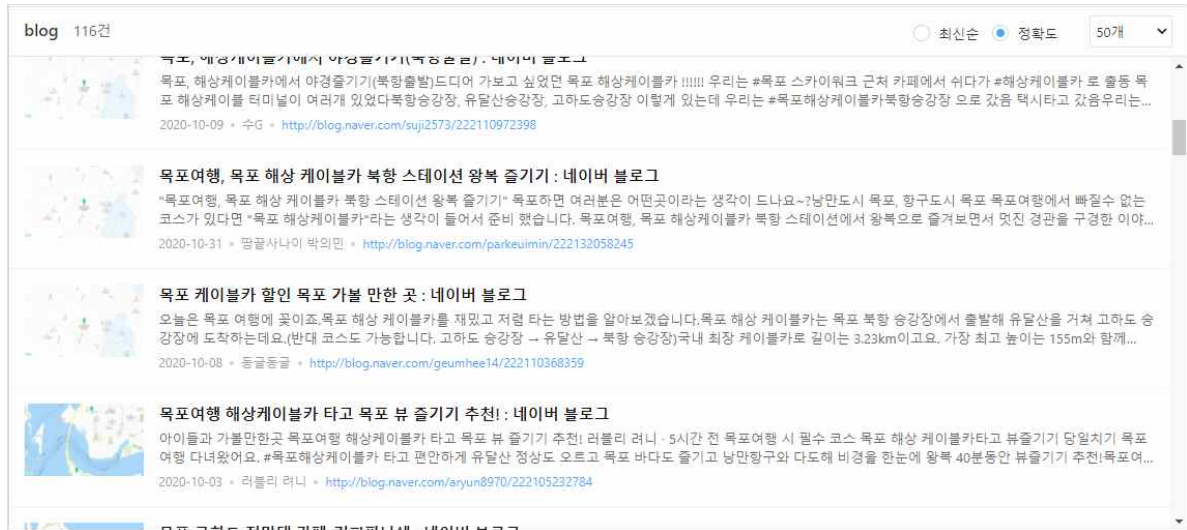 blog 116건
최신순 정확도 50개
목포, 해상케이블카에서 야경즐기기(북항출발) : 네이버 블로그
목포, 해상케이블카에서 야경즐기기(북항출발)드디어 가보고 싶었던 목포 해상케이블카 !!!!!! 우리는 #목포 스카이워크 근처 카페에서 쉬다가 #해상케이블카 로 출동 목
포 해상케이블 터미널이 여러개 있었다북항승강장, 유달산승강장, 고하도승강장 이렇게 있는데 우리는 #목포해상케이블카북항승강장 으로 갔음 택시타고 갔음우리는...
2020-10-09 • 수G • http://blog.naver.com/suji2573/222110972398
목포여행, 목포 해상 케이블카 북항 스테이션 왕복 즐기기 : 네이버 블로그
"목포여행, 목포 해상 케이블카 북항 스테이션 왕복 즐기기" 목포하면 여러분은 어떤곳이라는 생각이 드나요~?낭만도시 목포, 항구도시 목포 목포여행에서 빠질수 없는
코스가 있다면 "목포 해상케이블카"라는 생각이 들어서 준비 했습니다. 목포여행, 목포 해상케이블카 북항 스테이션에서 왕복으로 즐겨보면서 멋진 경관을 구경한 이야...
2020-10-31 • 땅끝사나이 박의민 • http://blog.naver.com/parkeuimin/222132058245
목포 케이블카 할인 목포 가볼 만한 곳 : 네이버 블로그
오늘은 목포 여행에 꽃이죠.목포 해상 케이블카를 재밌고 저렴 타는 방법을 알아보겠습니다.목포 해상 케이블카는 목포 북항 승강장에서 출발해 유달산을 거쳐 고하도 승
강장에 도착하는데요.(반대 코스도 가능합니다. 고하도 승강장 → 유달산 → 북항 승강장)국내 최장 케이블카로 길이는 3.23km이고요. 가장 최고 높이는 155m와 함께...
2020-10-08 • 동글동글 • http://blog.naver.com/geumhee14/222110368359
목포여행 해상케이블카 타고 목포 뷰 즐기기 추천! : 네이버 블로그
아이들과 가볼만한곳 목포여행 해상케이블카 타고 목포 뷰 즐기기 추천! 러블리 려니 · 5시간 전 목포여행 시 필수 코스 목포 해상 케이블카타고 뷰즐기기 당일치기 목포
여행 다녀왔어요. #목포해상케이블카 타고 편안하게 유달산 정상도 오르고 목포 바다도 즐기고 낭만항구와 다도해 비경을 한눈에 왕복 40분동안 뷰즐기기 추천!목포여...
2020-10-03 • 러블리 려니 • http://blog.naver.com/aryun8970/222105232784